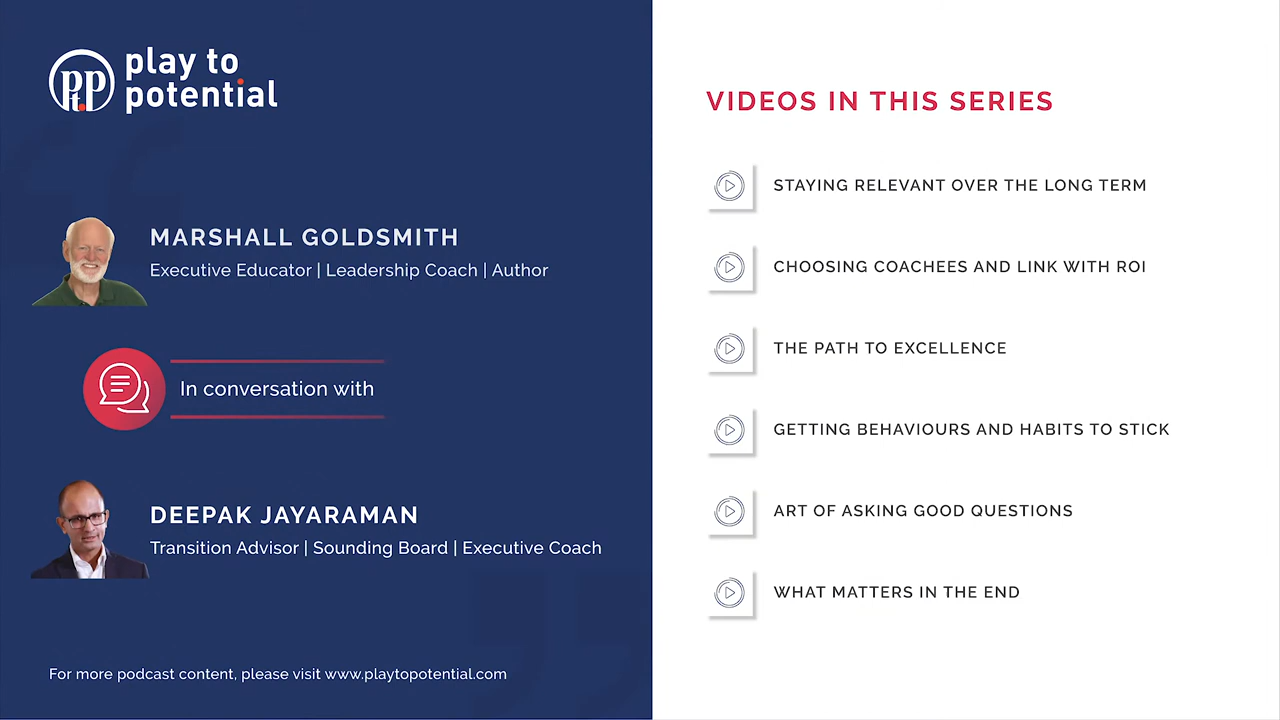 ptp
play to
potential
MARSHALL GOLDSMITH
Executive Educator | Leadership Coach | Author
In conversation with
DEEPAK JAYARAMAN
Transition Advisor | Sounding Board | Executive Coach
For more podcast content, please visit www.playtopotential.com
VIDEOS IN THIS SERIES
STAYING RELEVANT OVER THE LONG TERM
CHOOSING COACHEES AND LINK WITH ROI
THE PATH TO EXCELLENCE
GETTING BEHAVIOURS AND HABITS TO STICK
ART OF ASKING GOOD QUESTIONS
WHAT MATTERS IN THE END